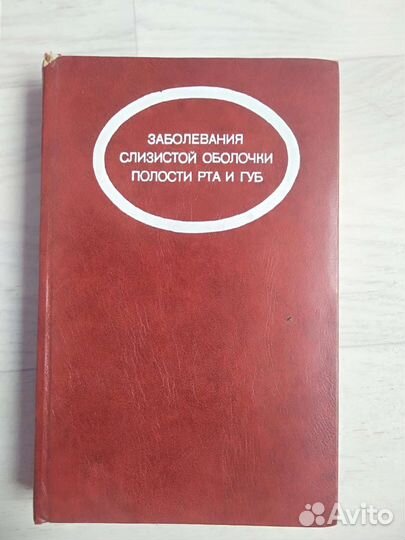 ЗАБОЛЕВАНИЯ
СЛИЗИСТОЙ ОБОЛОЧКИ
ПОЛОСТИ РТА И ГУБ
Avito